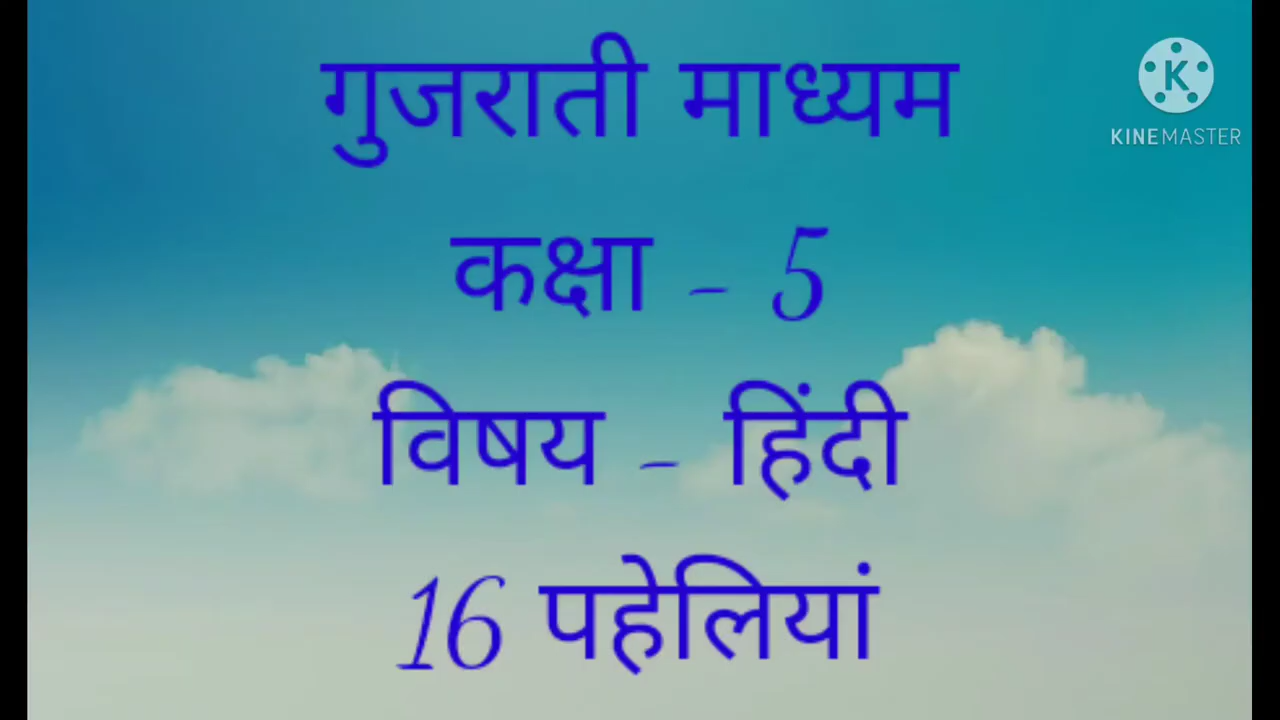 गुजराती माध्यम
कक्षा - 5
विषय - हिंदी
16 पहेलियां
K
KINEMASTER